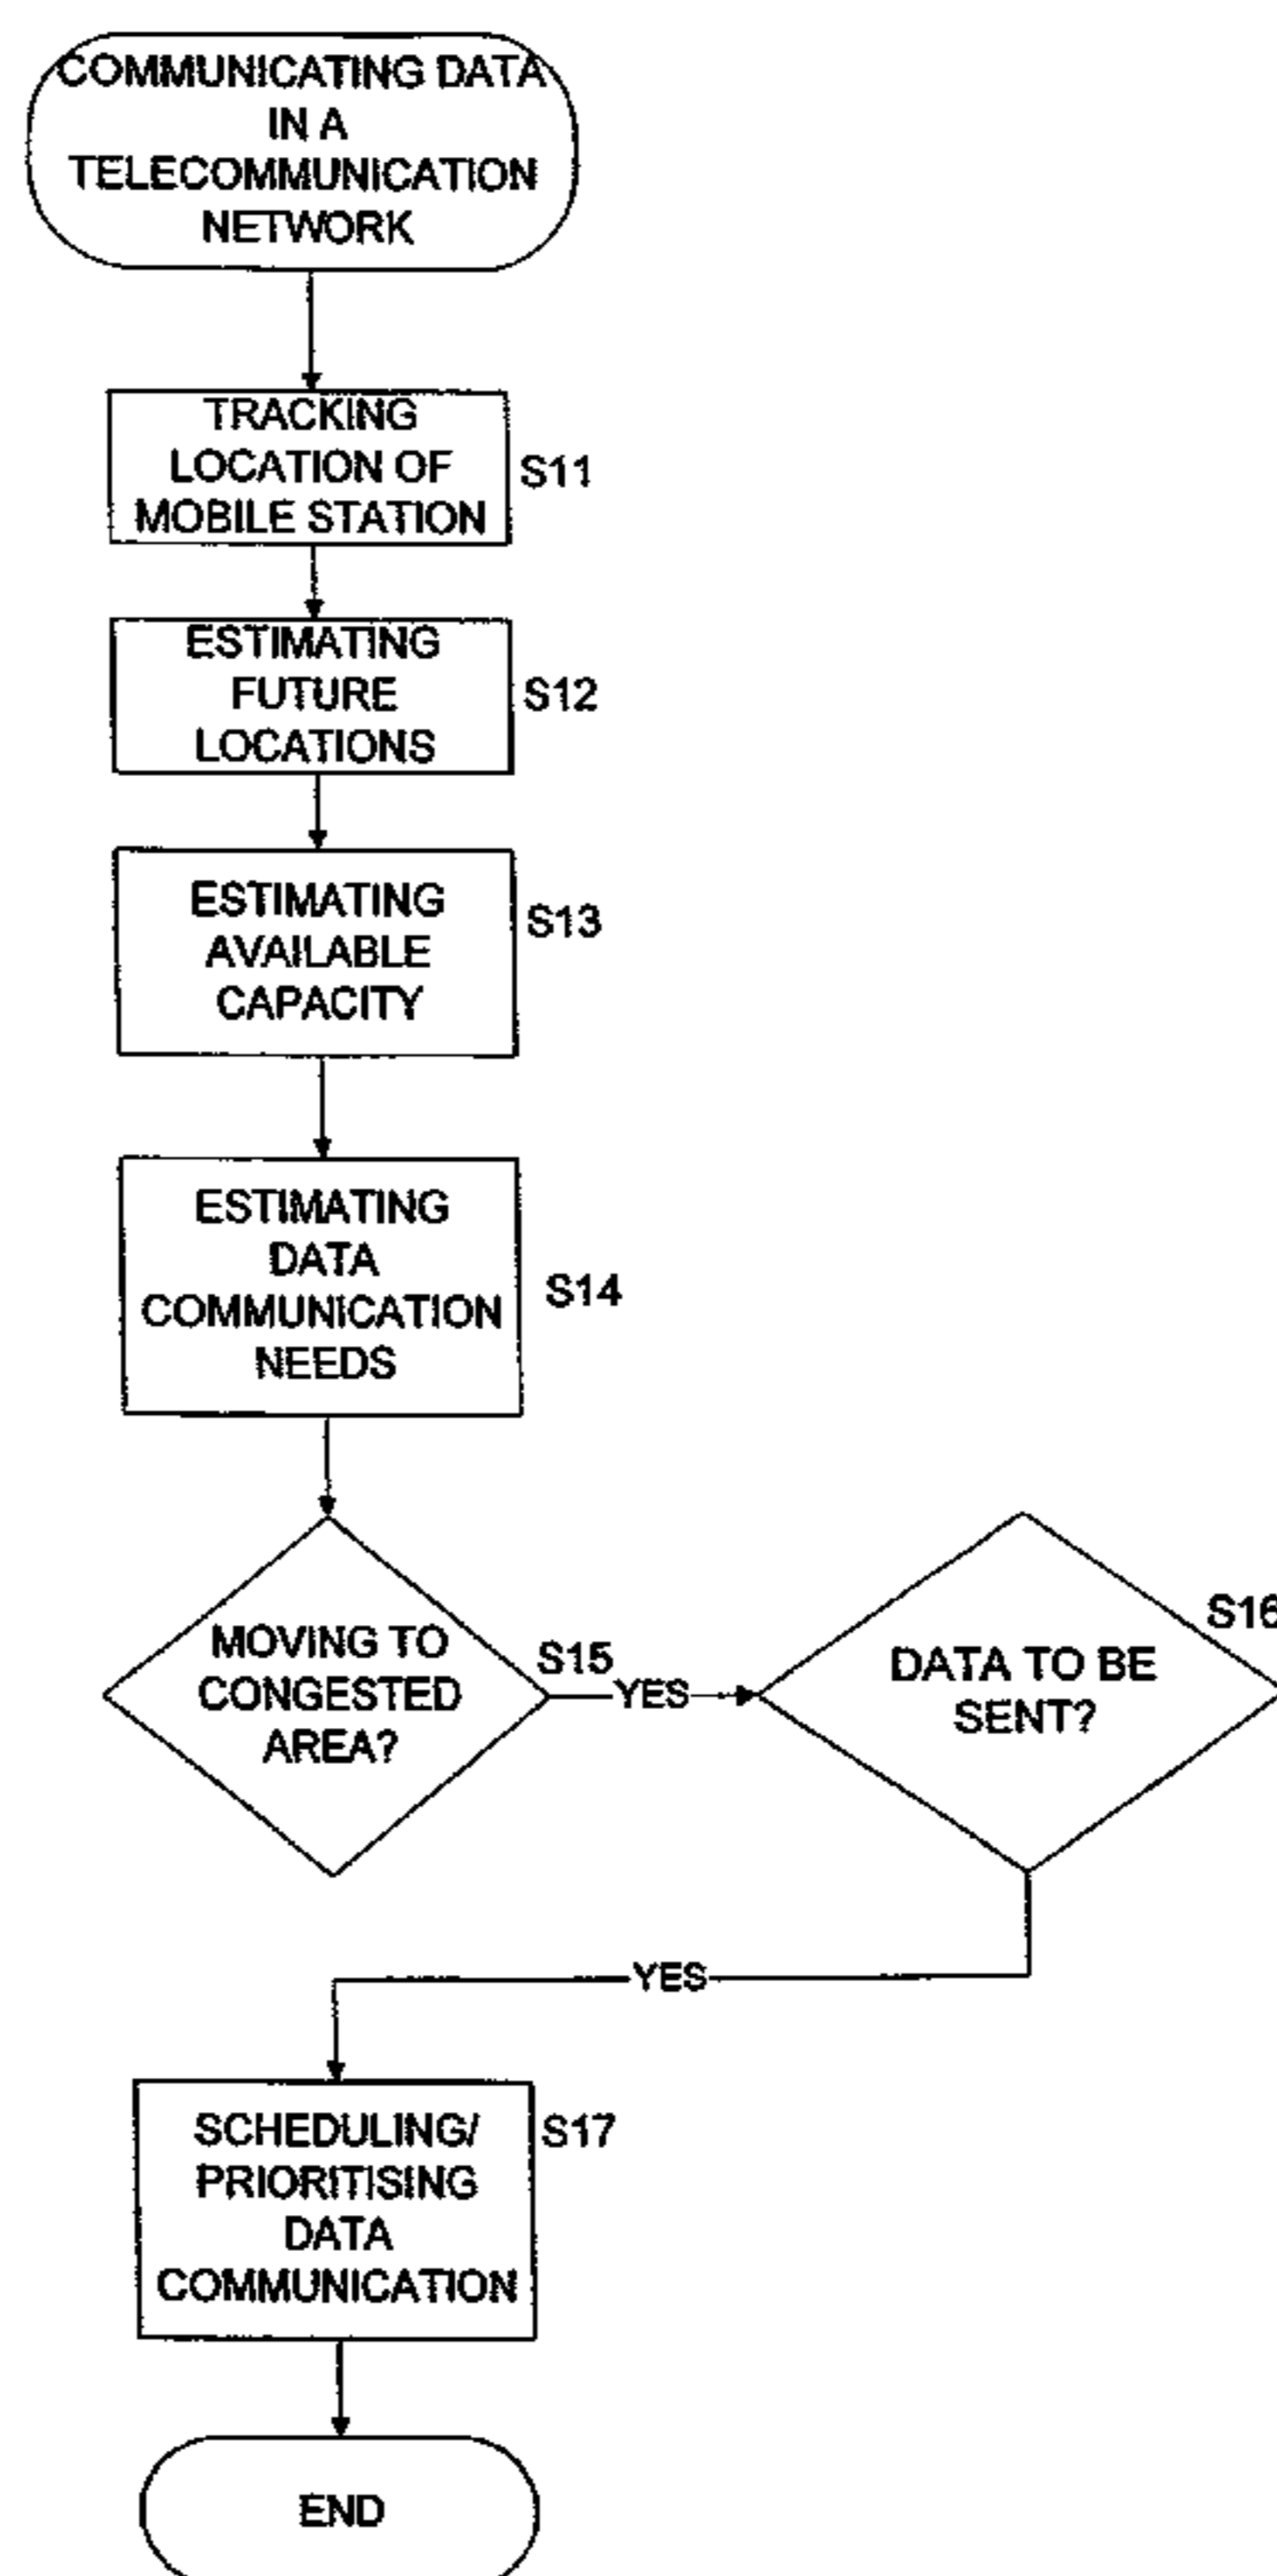 COMMUNICATING DATA
IN A
TELECOMMUNICATION
NETWORK
TRACKING
LOCATION OF
MOBILE STATION
S11
ESTIMATING
FUTURE
LOCATIONS
S12
ESTIMATING
AVAILABLE
CAPACITY
S13
ESTIMATING
DATA
COMMUNICATION
NEEDS
S14
MOVING TO
CONGESTED
AREA?
S15
YES
DATA TO BE
SENT?
S16
YES
SCHEDULING/
PRIORITISING
DATA
COMMUNICATION
S17
END